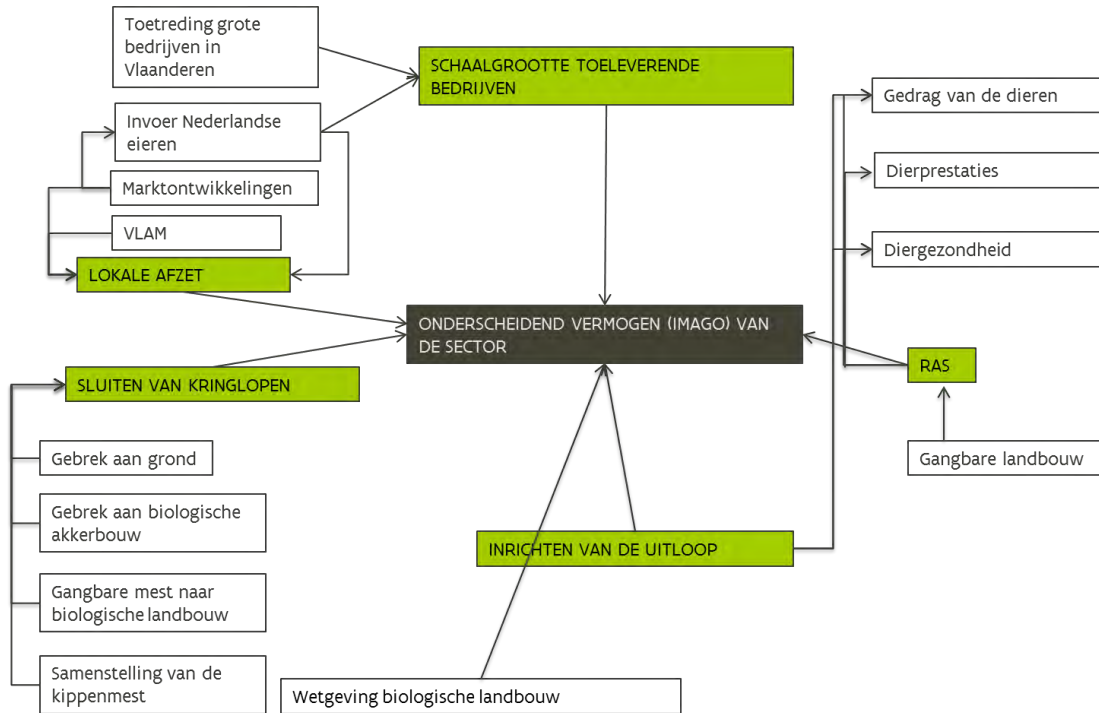 Toetreding grote
bedrijven in
Vlaanderen
SCHAALGROOTTE TOELEVERENDE
BEDRIJVEN
Gedrag van de dieren
Invoer Nederlandse
eieren
Dierprestaties
Marktontwikkelingen
VLAM
Diergezondheid
LOKALE AFZET
ONDERSCHEIDEND VERMOGEN (IMAGO) VAN
DE SECTOR
SLUITEN VAN KRINGLOPEN
RAS
Gebrek aan grond
Gangbare landbouw
Gebrek aan biologische
akkerbouw
INRICHTEN VAN DE UITLOOP
Gangbare mest naar
biologische landbouw
Samenstelling van de
kippenmest
Wetgeving biologische landbouw